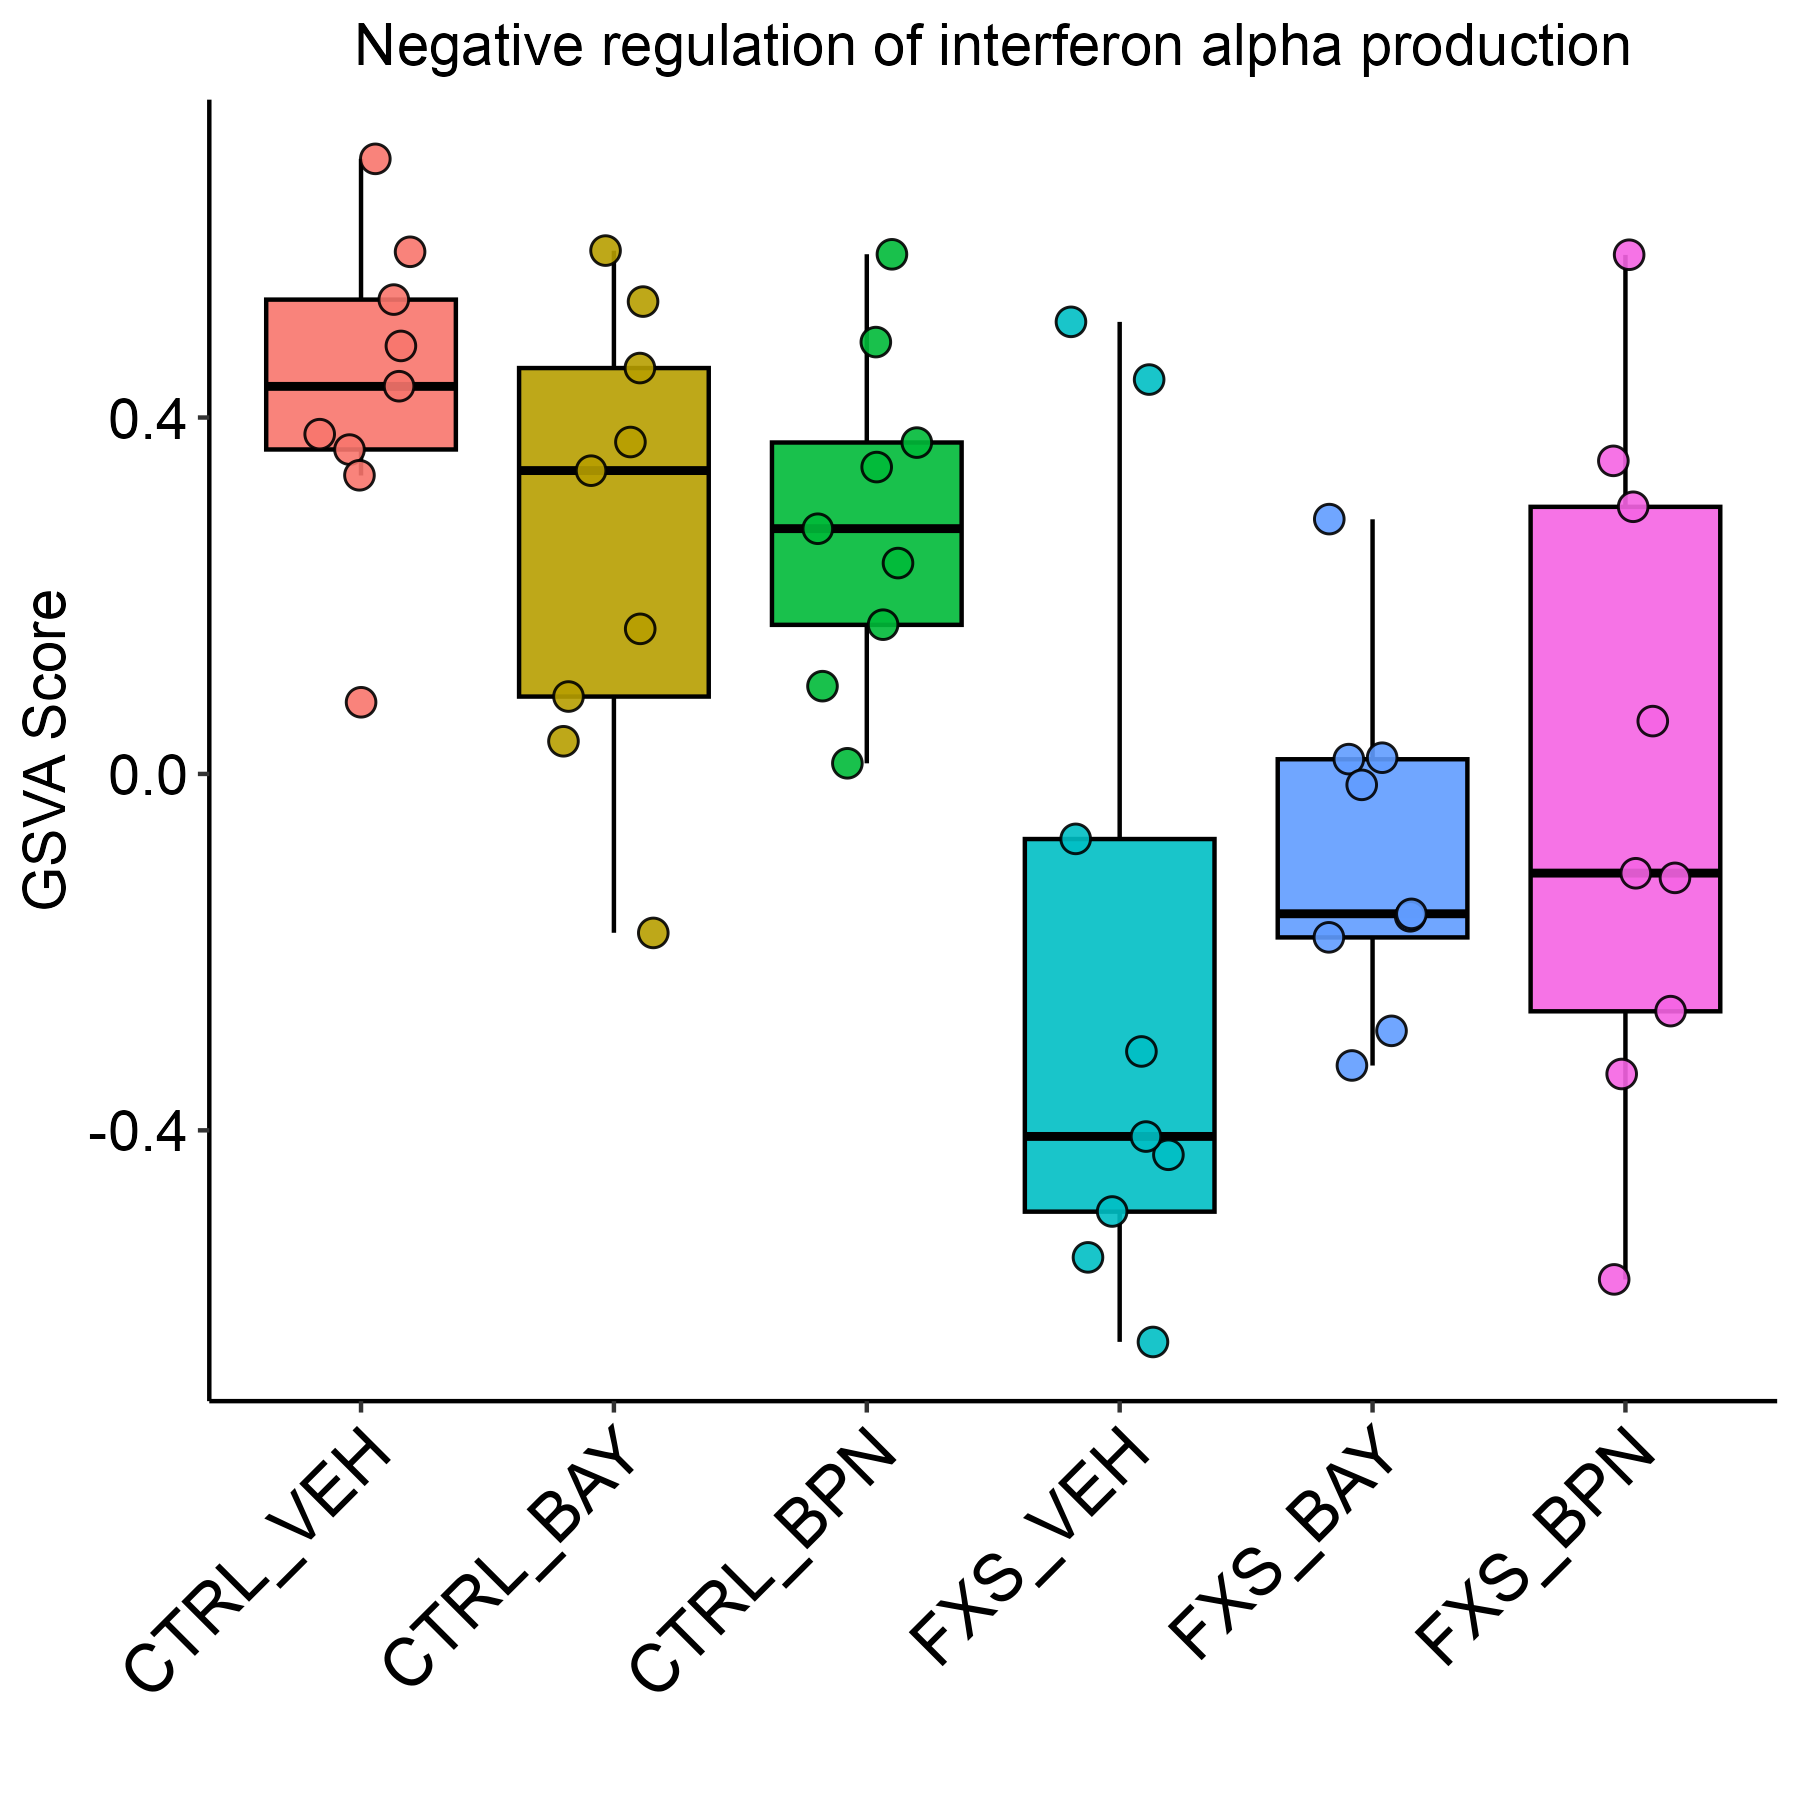 Negative regulation of interferon alpha production
GSVA Score
0.4
0.0
-0.4
CTRL_VEH
CTRL_BAY
CTRL_BPN
FXS_VEH
FXS_BAY
FXS_BPN